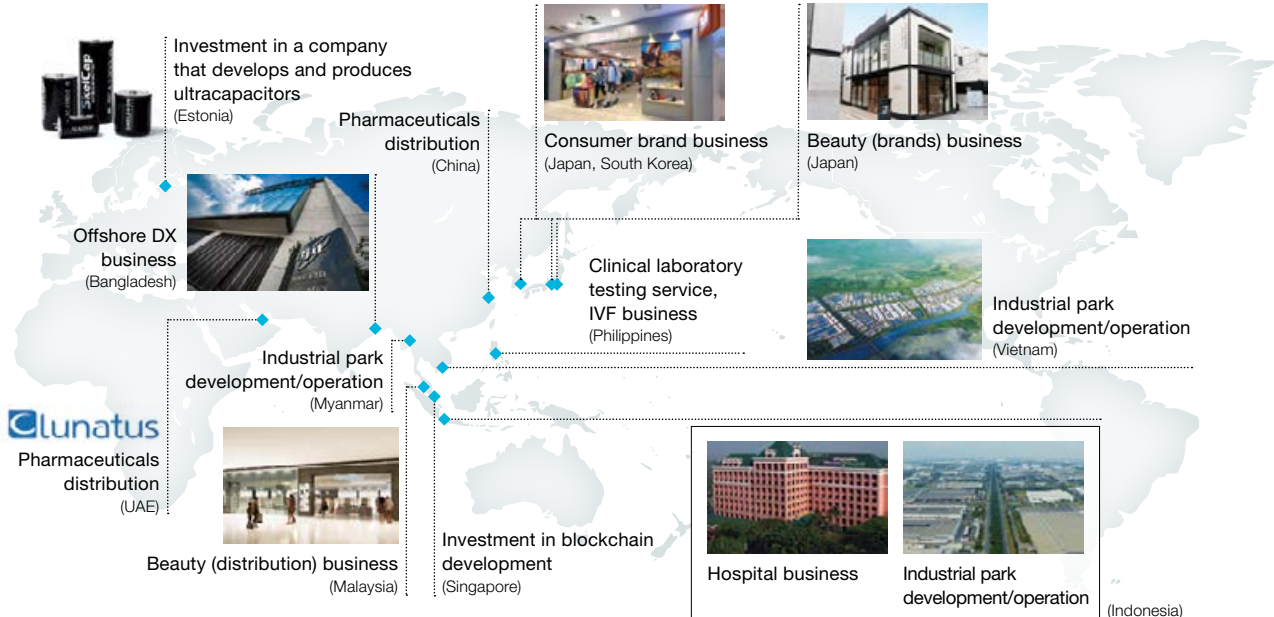 Investment in a company
that develops and produces
ultracapacitors
(Estonia)
SkelCap
Pharmaceuticals
distribution
(China)
Consumer brand business
(Japan, South Korea)
Beauty (brands) business
(Japan)
Offshore DX
business
(Bangladesh)
Clinical laboratory
testing service,
IVF business
(Philippines)
Industrial park
development/operation
(Vietnam)
Industrial park
development/operation
(Myanmar)
lunatus
Pharmaceuticals
distribution
(UAE)
Beauty (distribution) business
(Malaysia)
Investment in blockchain
development
(Singapore)
Hospital business
Industrial park
development/operation
(Indonesia)